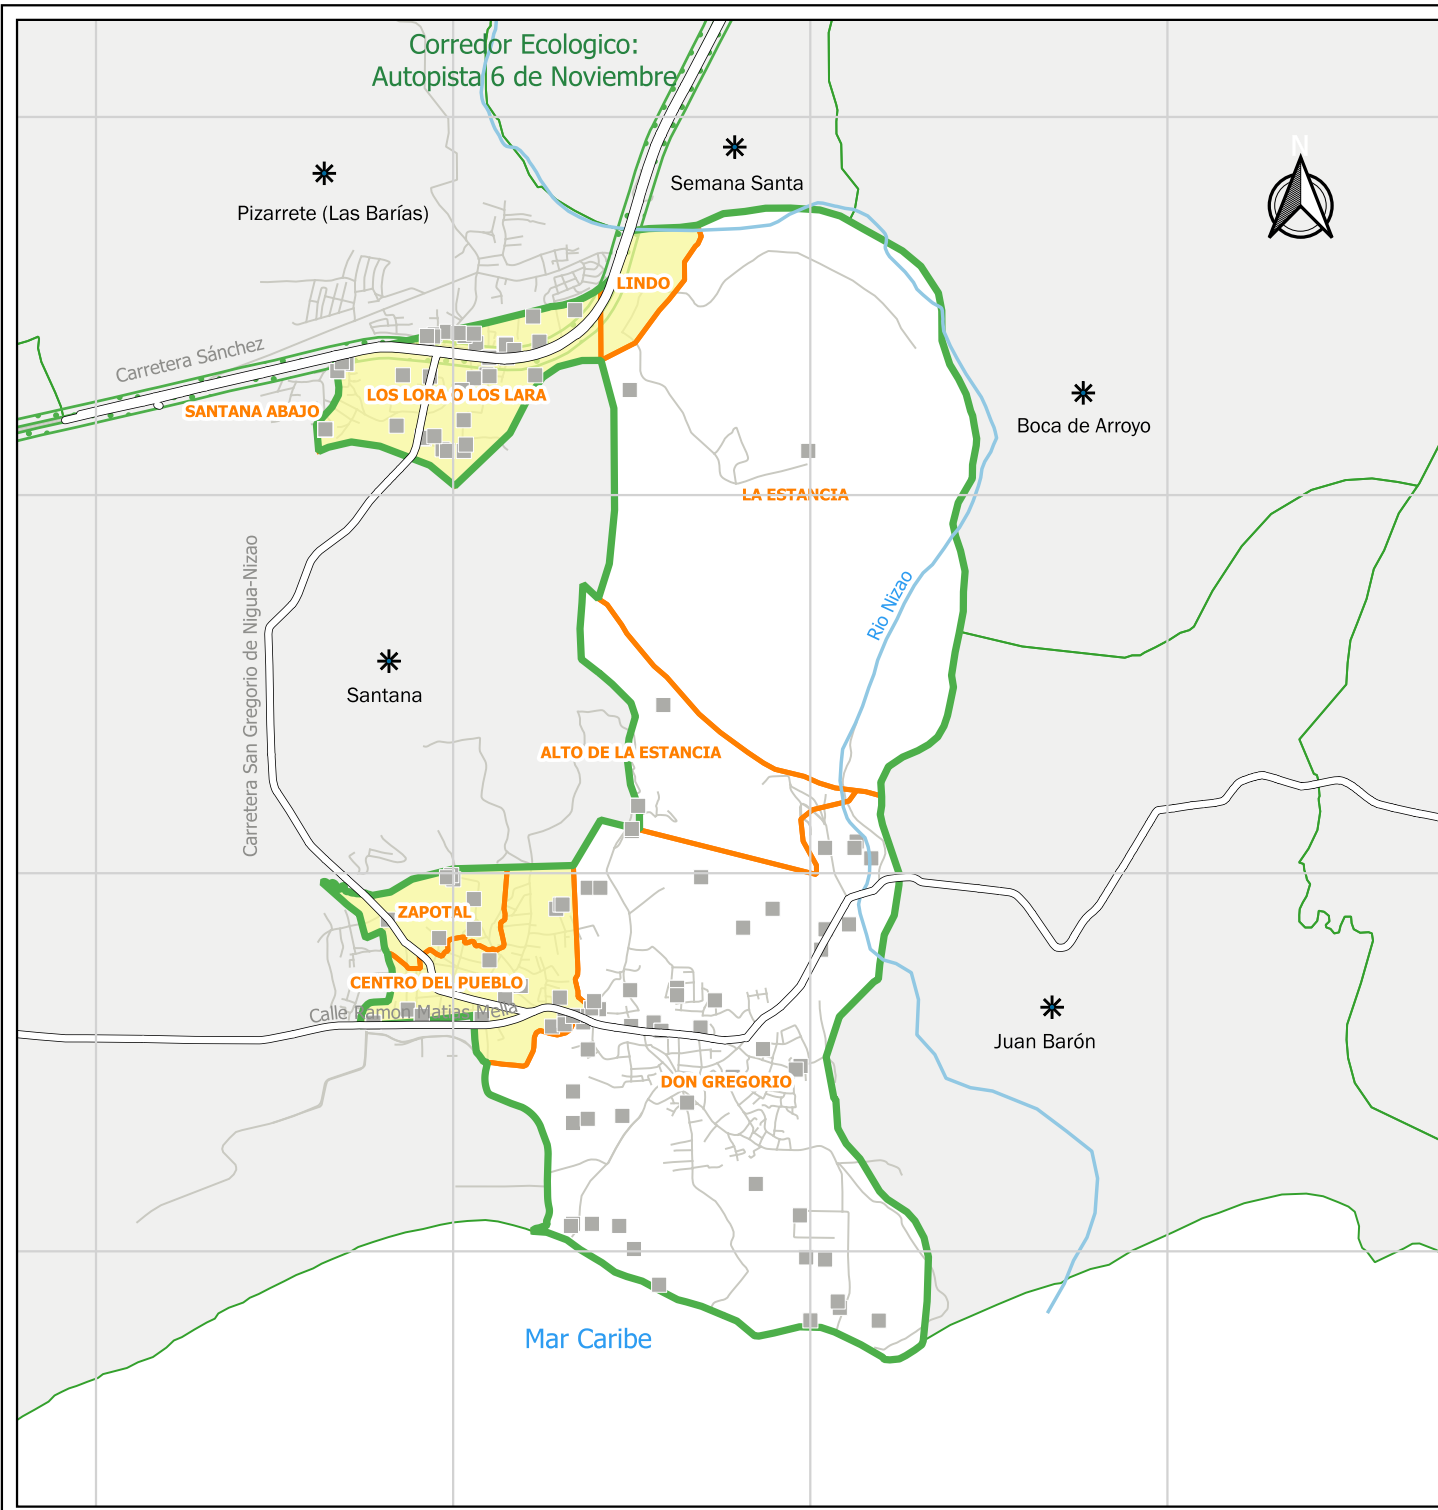 Corredor Ecologico:
Autopista 6 de Noviembre
N
Semana Santa
Pizarrete (Las Barías)
LINDO
Carretera Sánchez
LOS LORA O LOS LARA
SANTANA ABAJO
Boca de Arroyo
LA ESTANCIA
Rio Nizao
Carretera San Gregorio de Nigua-Nizao
Santana
ALTO DE LA ESTANCIA
ZAPOTAL
CENTRO DEL PUEBLO
Calle Ramon Matias Mella
Juan Barón
DON GREGORIO
Mar Caribe